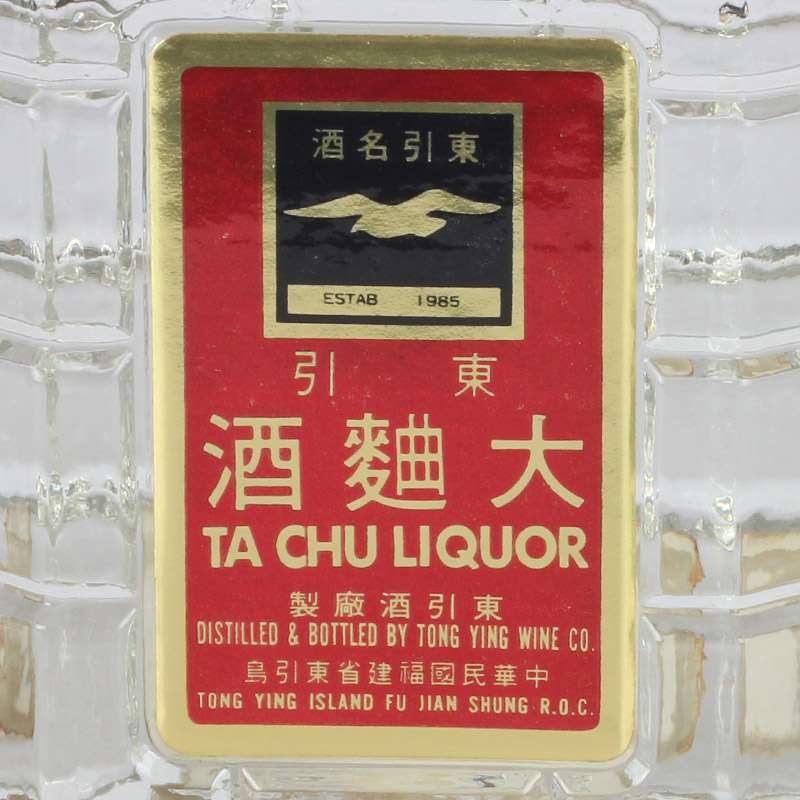 東引名酒
ESTAB 1985
東引
大麯酒
TA CHU LIQUOR
東引酒廠製
DISTILLED & BOTTLED BY TONG YING WINE CO.
中華民國福建省東引島
TONG YING ISLAND FU JIAN SHUNG R.O.C.